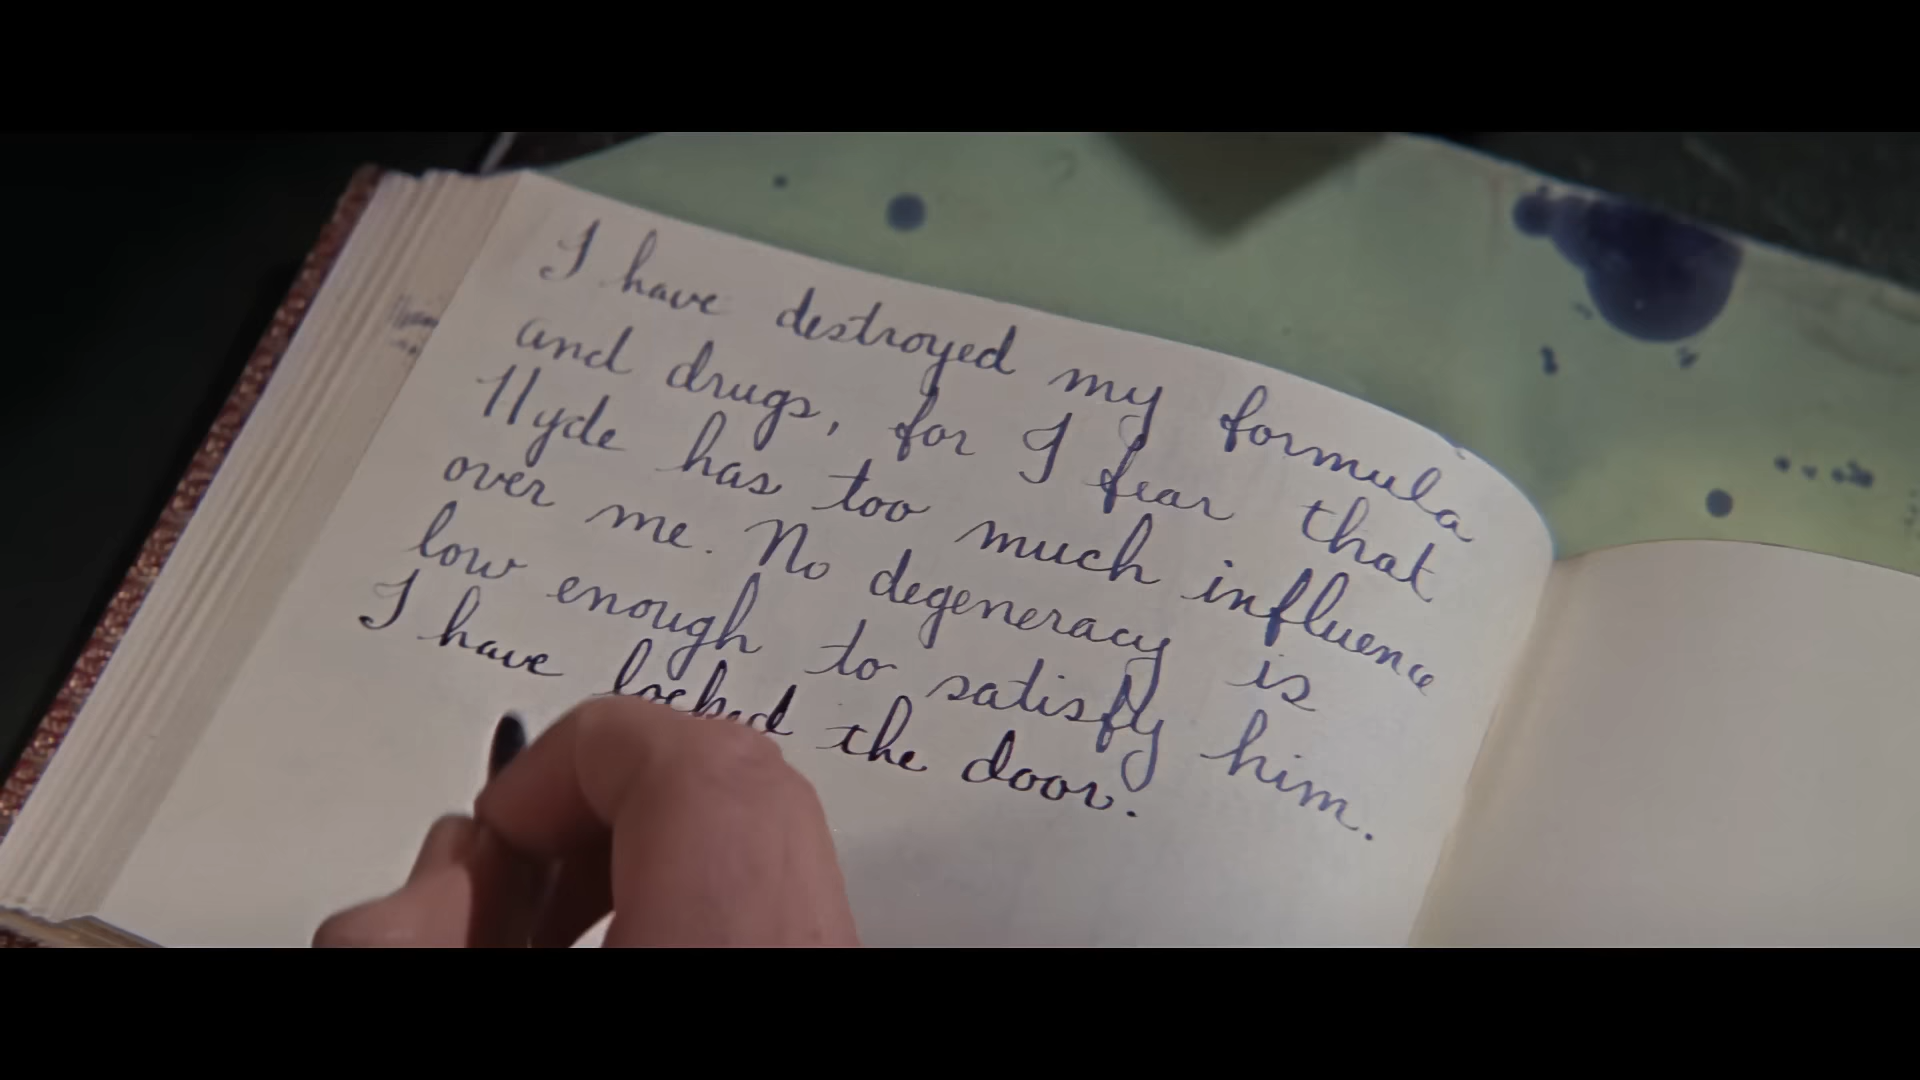 I have destroyed my formula
and drugs, for I fear that
Hyde has too much influence
over me. No degeneracy is
low enough to satisfy him.
I have locked the door.